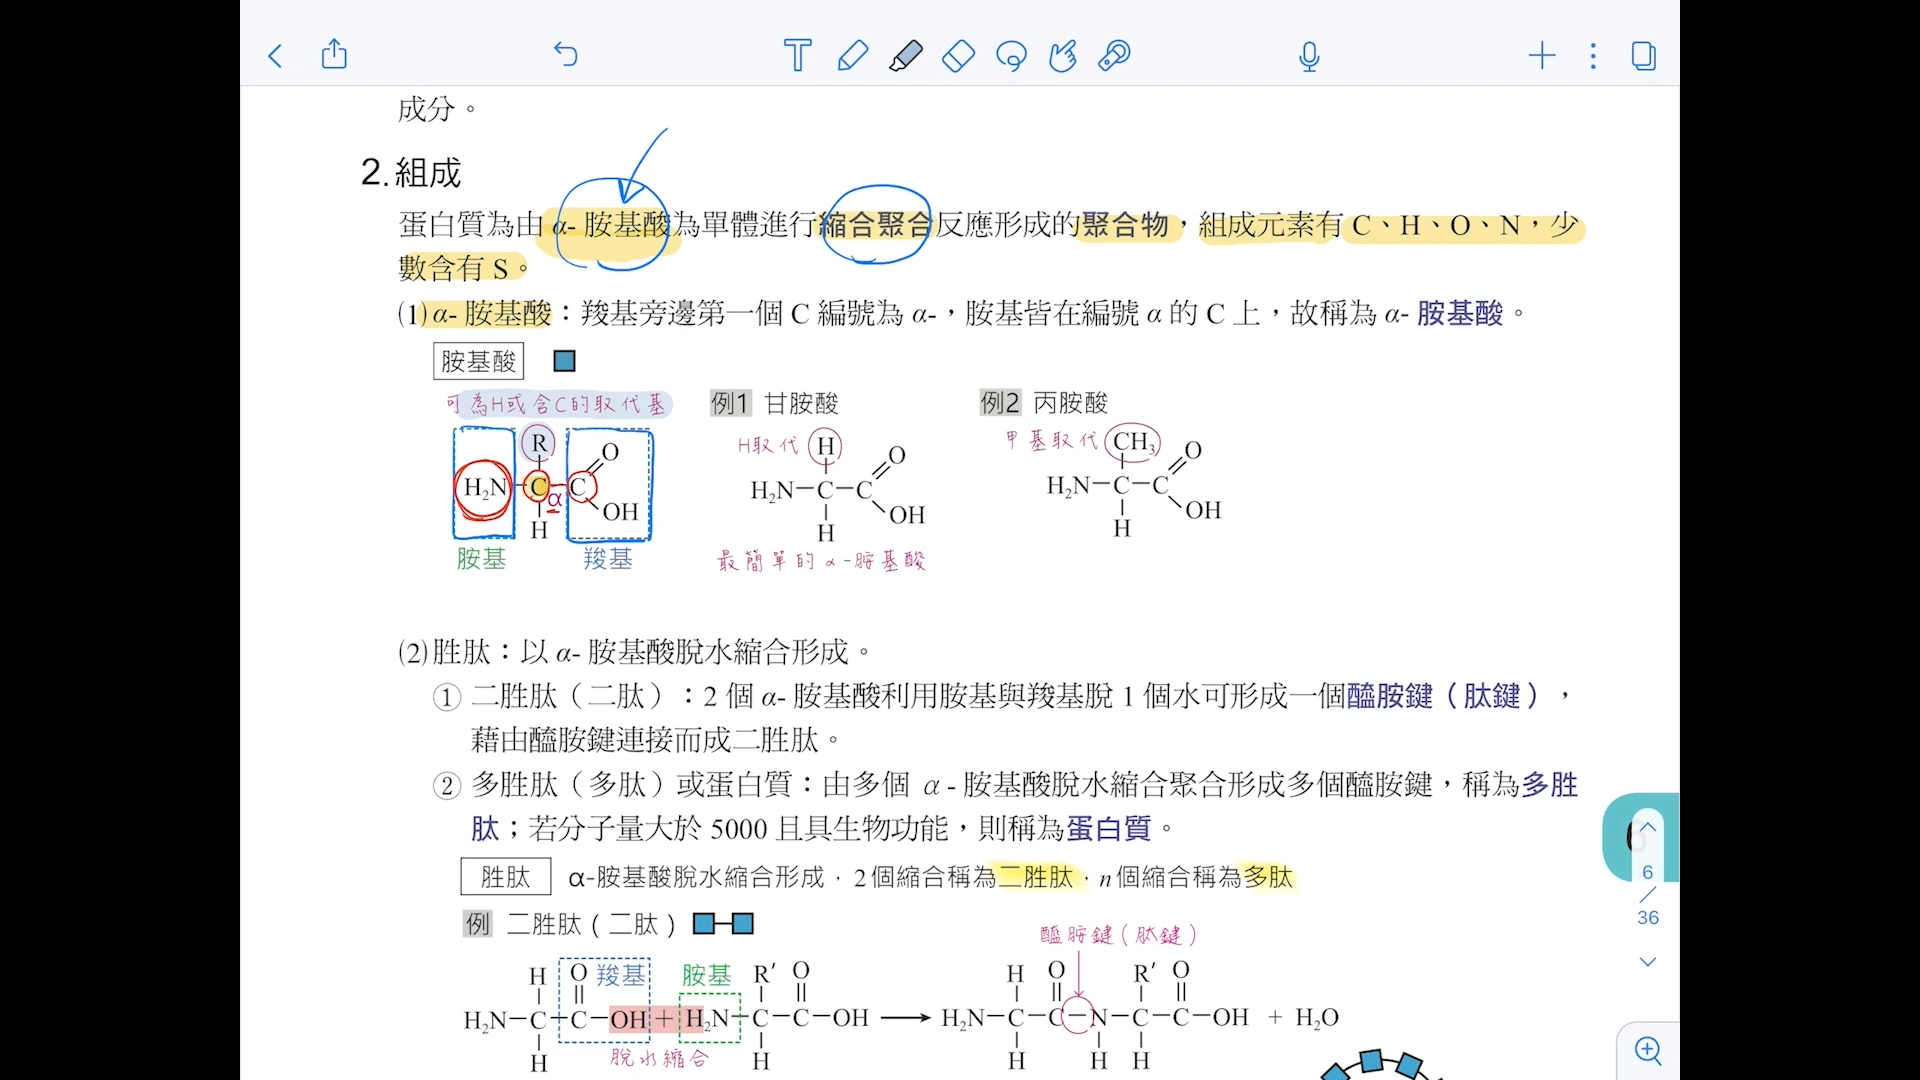 成分。
2.組成
蛋白質為由 α- 胺基酸為單體進行縮合聚合反應形成的聚合物，組成元素有 C、H、O、N，少
數含有 S。
(1) α- 胺基酸：羧基旁邊第一個 C 編號為 α-，胺基皆在編號 α 的 C 上，故稱為 α- 胺基酸。
胺基酸
可為H或含C的取代基
例1 甘胺酸
例2 丙胺酸
R
H₂N—C—C
O
OH
α
H
胺基
羧基
H取代 H
H₂N—C—C
O
OH
H
最簡單的α-胺基酸
甲基取代 CH₃
H₂N—C—C
O
OH
H
(2) 胜肽：以 α- 胺基酸脫水縮合形成。
① 二胜肽（二肽）：2 個 α- 胺基酸利用胺基與羧基脫 1 個水可形成一個醯胺鍵（肽鍵），
藉由醯胺鍵連接而成二胜肽。
② 多胜肽（多肽）或蛋白質：由多個 α - 胺基酸脫水縮合聚合形成多個醯胺鍵，稱為多胜
肽；若分子量大於 5000 且具生物功能，則稱為蛋白質。
胜肽 α-胺基酸脫水縮合形成，2個縮合稱為二胜肽，n個縮合稱為多肽
例 二胜肽(二肽)
醯胺鍵(肽鍵)
H O 羧基 胺基 R′ O
H₂N—C—C—OH + H₂N—C—C—OH
H 脫水縮合 H
H O R′ O
H₂N—C—C—N—C—C—OH + H₂O
H H H
6
6
36